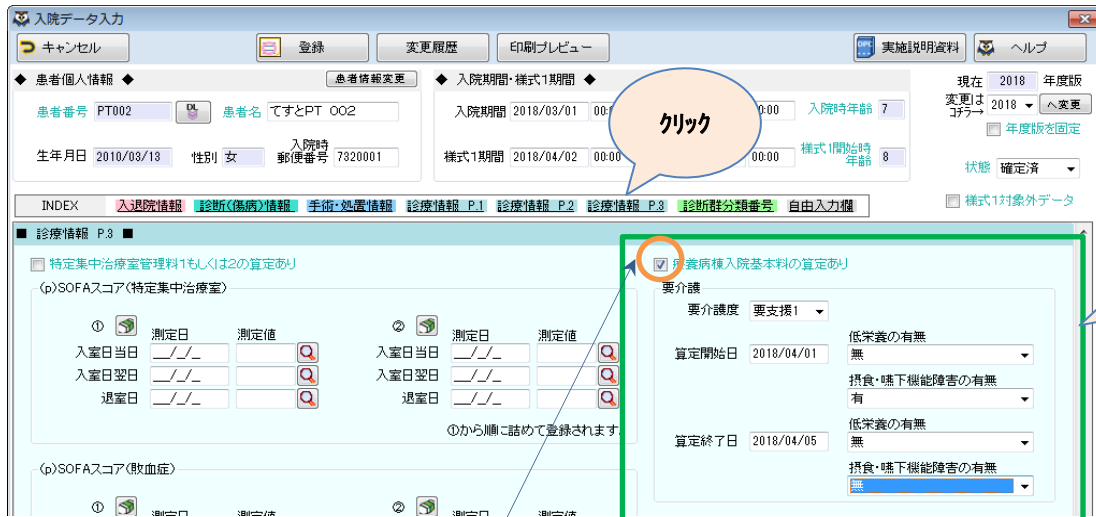 入院データ入力
キャンセル 登録 変更履歴 印刷プレビュー 実施説明資料 ヘルプ
◆ 患者個人情報 ◆ 患者情報変更 ◆ 入院期間・様式1期間 ◆ 現在 2018 年度版
患者番号 PT002 DL 患者名 てすとPT 002 入院期間 2018/03/01 00:00 入院時年齢 7 変更はコチラ→ 2018 へ変更
クリック
年度版を固定
生年月日 2010/03/13 性別 女 入院時郵便番号 7320001 様式1期間 2018/04/02 00:00 00:00 様式1開始時年齢 8
状態 確定済
INDEX 入退院情報 診断(傷病)情報 手術・処置情報 診療情報 P.1 診療情報 P.2 診療情報 P.3 診断群分類番号 自由入力欄 様式1対象外データ
■ 診療情報 P.3 ■
特定集中治療室管理料1もしくは2の算定あり 療養病棟入院基本料の算定あり
(p)SOFAスコア(特定集中治療室) 要介護
要介護度 要支援1
① 測定日 測定値 ② 測定日 測定値
低栄養の有無
入室日当日 __/_/_ 入室日当日 __/_/_ 算定開始日 2018/04/01 無
入室日翌日 __/_/_ 入室日翌日 __/_/_ 摂食・嚥下機能障害の有無
退室日 __/_/_ 退室日 __/_/_ 有
①から順に詰めて登録されます 低栄養の有無
算定終了日 2018/04/05 無
(p)SOFAスコア(敗血症) 摂食・嚥下機能障害の有無
無
① 測定日 測定値 ② 測定日 測定値